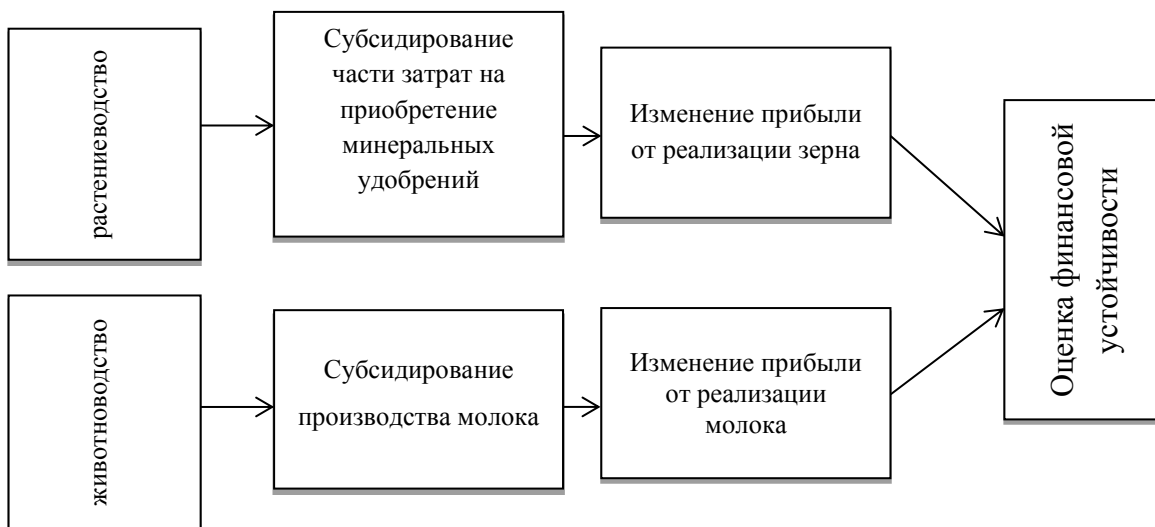 растениеводство
Субсидирование
части затрат на
приобретение
минеральных
удобрений
Изменение прибыли
от реализации зерна
животноводство
Субсидирование
производства молока
Изменение прибыли
от реализации
молока
Оценка финансовой
устойчивости